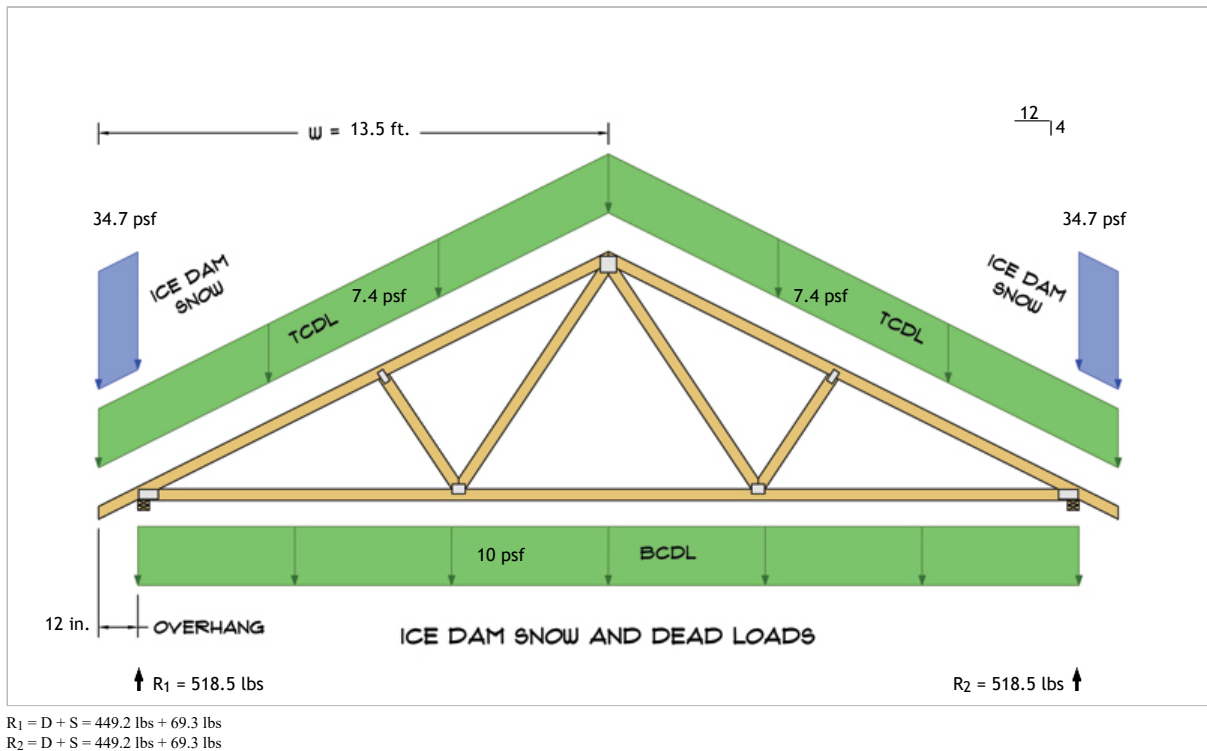 W = 13.5 ft.
12
4
34.7 psf
34.7 psf
ICE DAM
SNOW
ICE DAM
SNOW
7.4 psf
7.4 psf
TCDL
TCDL
10 psf
BCDL
12 in.
OVERHANG
ICE DAM SNOW AND DEAD LOADS
R1 = 518.5 lbs
R2 = 518.5 lbs
R1 = D + S = 449.2 lbs + 69.3 lbs
R2 = D + S = 449.2 lbs + 69.3 lbs